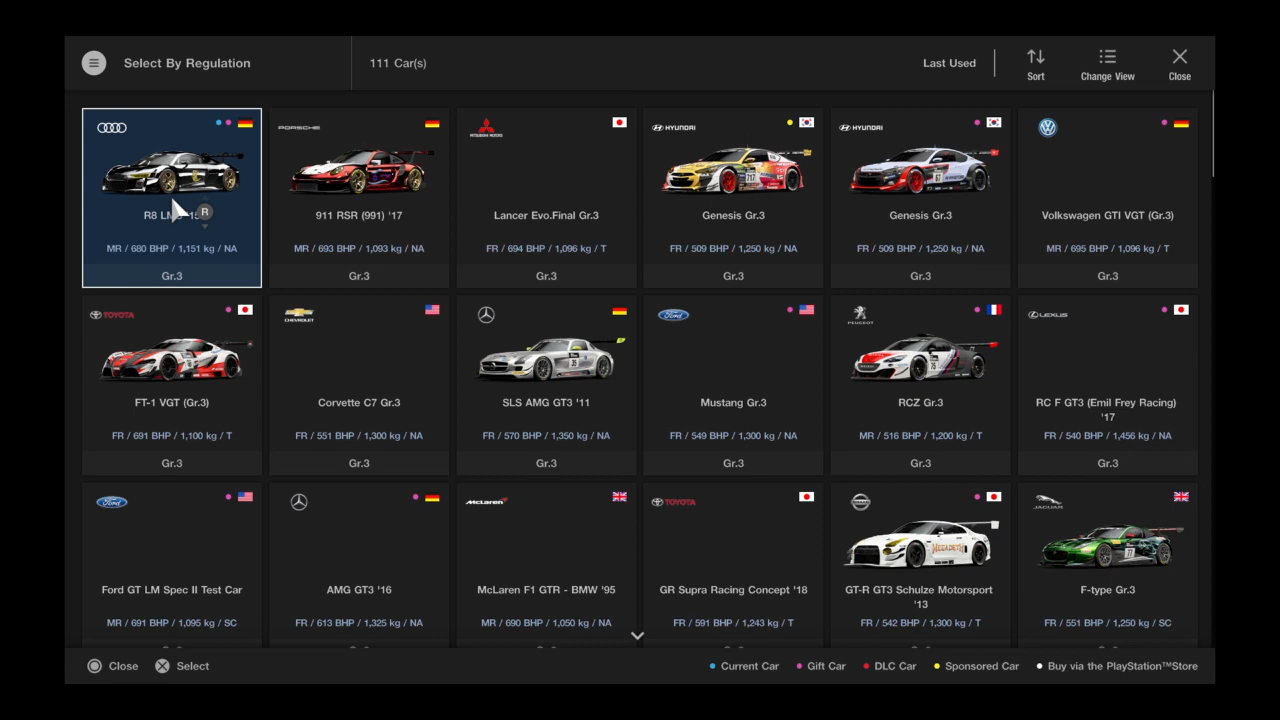 Select By Regulation
111 Car(s)
Last Used
Sort
Change View
Close
PORSCHE
MITSUBISHI MOTORS
HYUNDAI
HYUNDAI
717
67
R
911 RSR (991) '17
Lancer Evo.Final Gr.3
Genesis Gr.3
Genesis Gr.3
Volkswagen GTI VGT (Gr.3)
MR / 680 BHP / 1,151 kg / NA
MR / 693 BHP / 1,093 kg / NA
FR / 694 BHP / 1,096 kg / T
FR / 509 BHP / 1,250 kg / NA
FR / 509 BHP / 1,250 kg / NA
MR / 695 BHP / 1,096 kg / T
Gr.3
Gr.3
Gr.3
Gr.3
Gr.3
Gr.3
TOYOTA
CHEVROLET
Ford
PEUGEOT
LEXUS
35
75
FT-1 VGT (Gr.3)
Corvette C7 Gr.3
SLS AMG GT3 '11
Mustang Gr.3
RCZ Gr.3
RC F GT3 (Emil Frey Racing)
'17
FR / 691 BHP / 1,100 kg / T
FR / 551 BHP / 1,300 kg / NA
FR / 570 BHP / 1,350 kg / NA
FR / 549 BHP / 1,300 kg / NA
MR / 516 BHP / 1,200 kg / T
FR / 540 BHP / 1,456 kg / NA
Gr.3
Gr.3
Gr.3
Gr.3
Gr.3
Gr.3
Ford
McLaren
TOYOTA
NISSAN
JAGUAR
MEGADETH
Ford GT LM Spec II Test Car
AMG GT3 '16
McLaren F1 GTR - BMW '95
GR Supra Racing Concept '18
GT-R GT3 Schulze Motorsport
'13
F-type Gr.3
MR / 691 BHP / 1,095 kg / SC
FR / 613 BHP / 1,325 kg / NA
MR / 690 BHP / 1,050 kg / NA
FR / 591 BHP / 1,243 kg / T
FR / 542 BHP / 1,300 kg / T
FR / 551 BHP / 1,250 kg / SC
Close
Select
Current Car
Gift Car
DLC Car
Sponsored Car
Buy via the PlayStation™Store